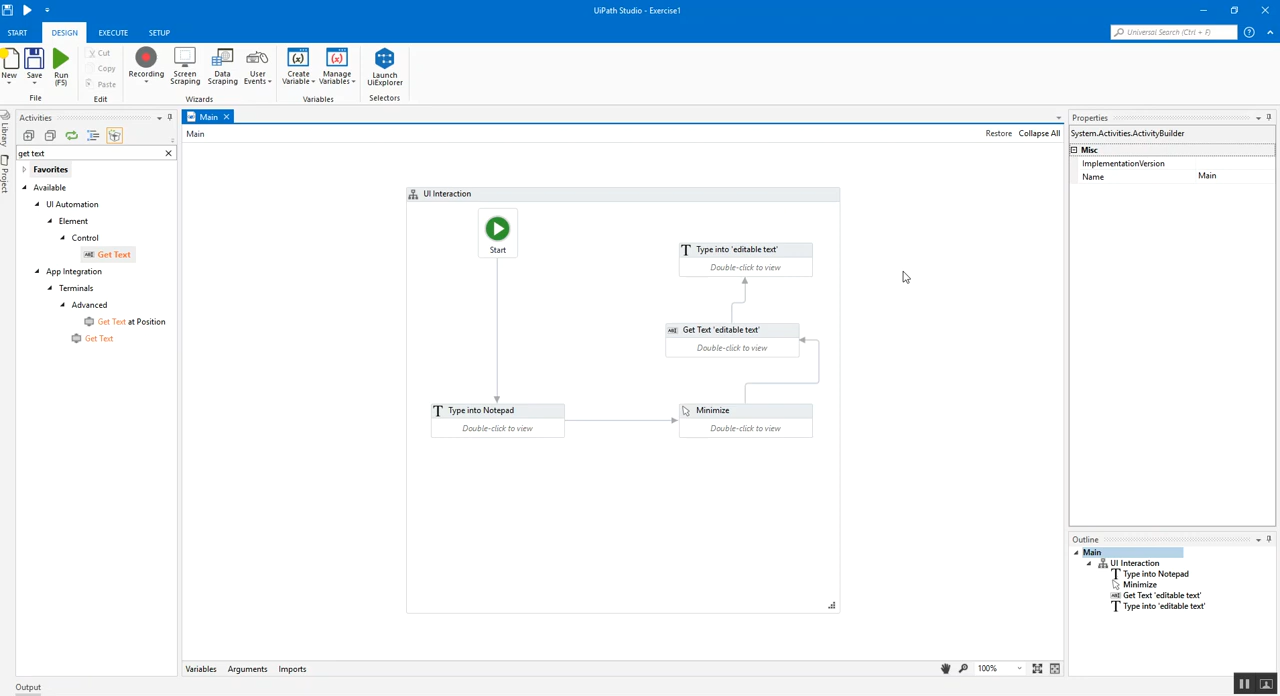 UiPath Studio - Exercise1
START
DESIGN
EXECUTE
SETUP
Universal Search (Ctrl + F)
New
Save
Run
(F5)
Cut
Copy
Paste
Recording
Screen
Scraping
Data
Scraping
User
Events
Create
Variable
Manage
Variables
Launch
UiExplorer
File
Edit
Wizards
Variables
Selectors
Library
Project
Activities
get text
Favorites
Available
UI Automation
Element
Control
Get Text
App Integration
Terminals
Advanced
Get Text at Position
Get Text
Main
Main
Restore
Collapse All
UI Interaction
Start
Type into 'editable text'
Double-click to view
Get Text 'editable text'
Double-click to view
Type into Notepad
Double-click to view
Minimize
Double-click to view
Variables
Arguments
Imports
100%
Properties
System.Activities.ActivityBuilder
Misc
ImplementationVersion
Name
Main
Outline
Main
UI Interaction
Type into Notepad
Minimize
Get Text 'editable text'
Type into 'editable text'
Output